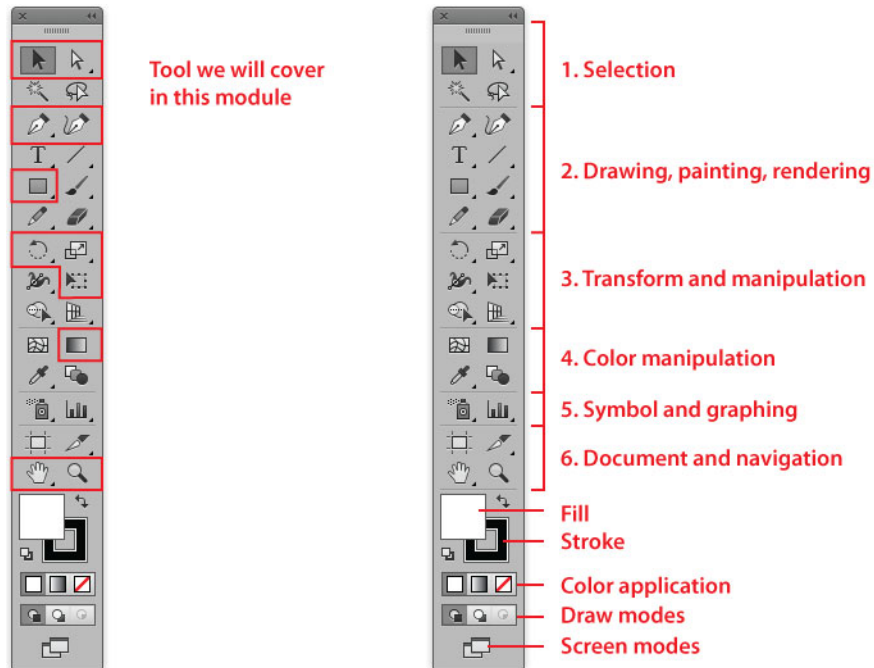 Tool we will cover
in this module
1. Selection
2. Drawing, painting, rendering
3. Transform and manipulation
4. Color manipulation
5. Symbol and graphing
6. Document and navigation
Fill
Stroke
Color application
Draw modes
Screen modes